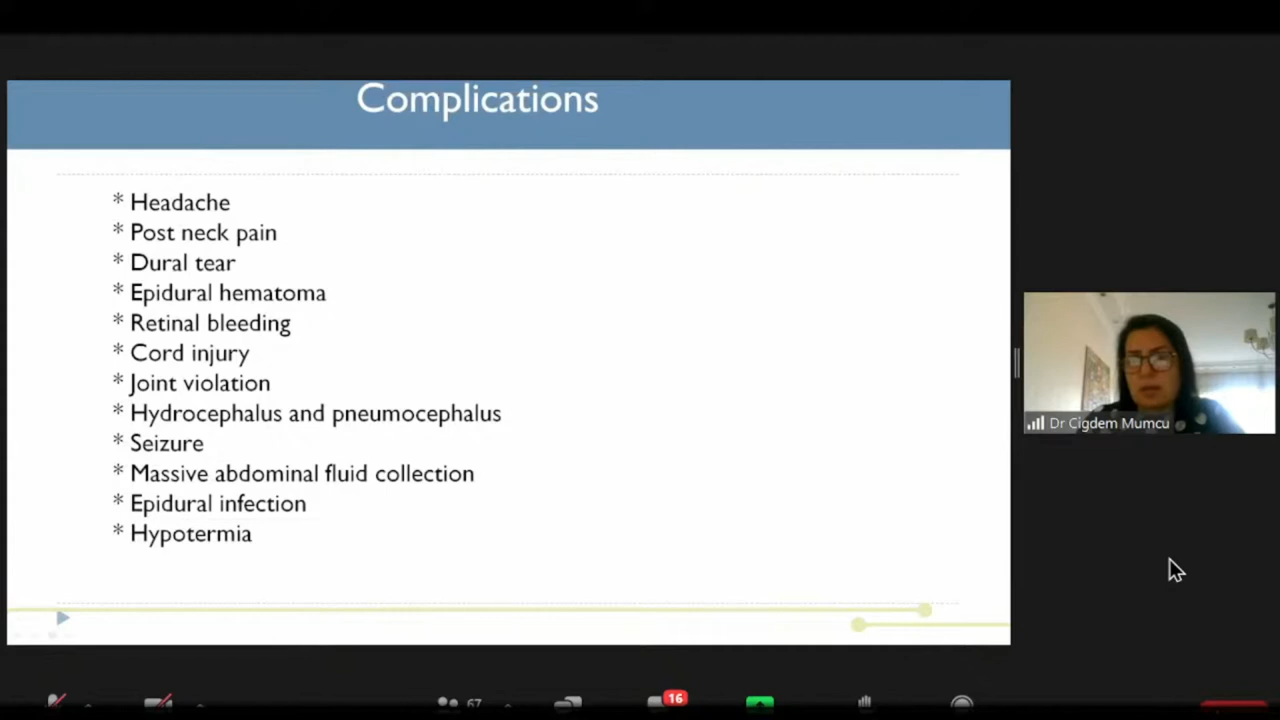 Complications
* Headache
* Post neck pain
* Dural tear
* Epidural hematoma
* Retinal bleeding
* Cord injury
* Joint violation
* Hydrocephalus and pneumocephalus
* Seizure
* Massive abdominal fluid collection
* Epidural infection
* Hypotermia
Dr Cigdem Mumcu
67
16